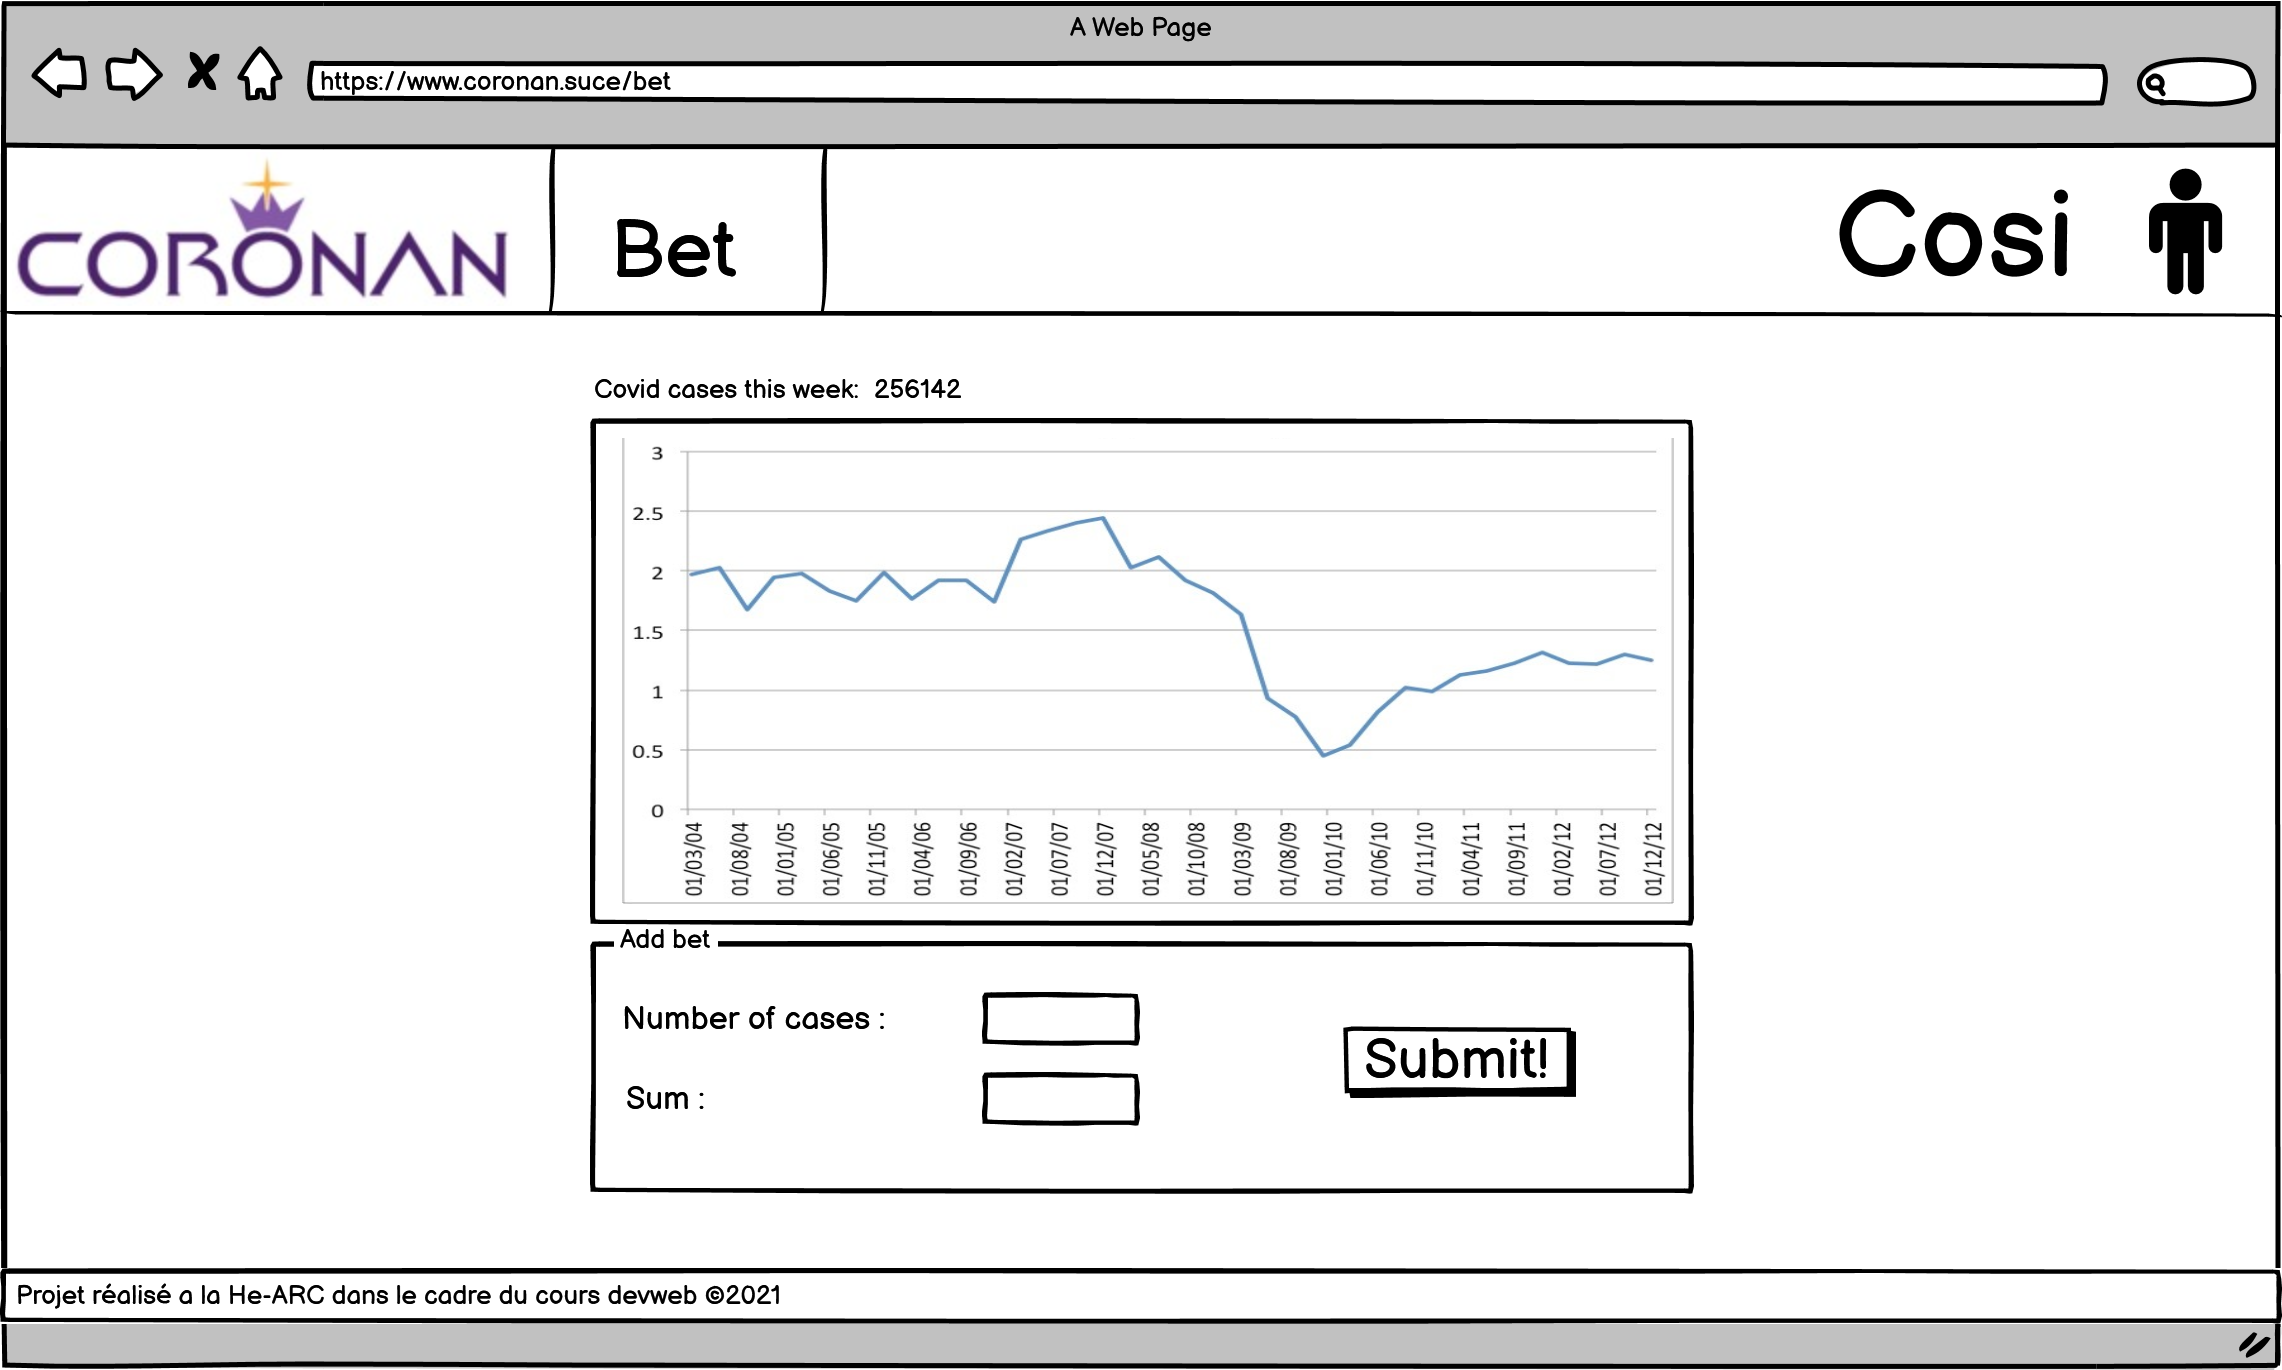 A Web Page
https://www.coronan.suce/bet
CORONAN
Bet
Cosi
Covid cases this week: 256142
3
2.5
2
1.5
1
0.5
0
01/03/04
01/08/04
01/01/05
01/06/05
01/11/05
01/04/06
01/09/06
01/02/07
01/07/07
01/12/07
01/05/08
01/10/08
01/03/09
01/08/09
01/01/10
01/06/10
01/11/10
01/04/11
01/09/11
01/02/12
01/07/12
01/12/12
Add bet
Number of cases :
Sum :
Submit!
Projet réalisé a la He-ARC dans le cadre du cours devweb ©2021